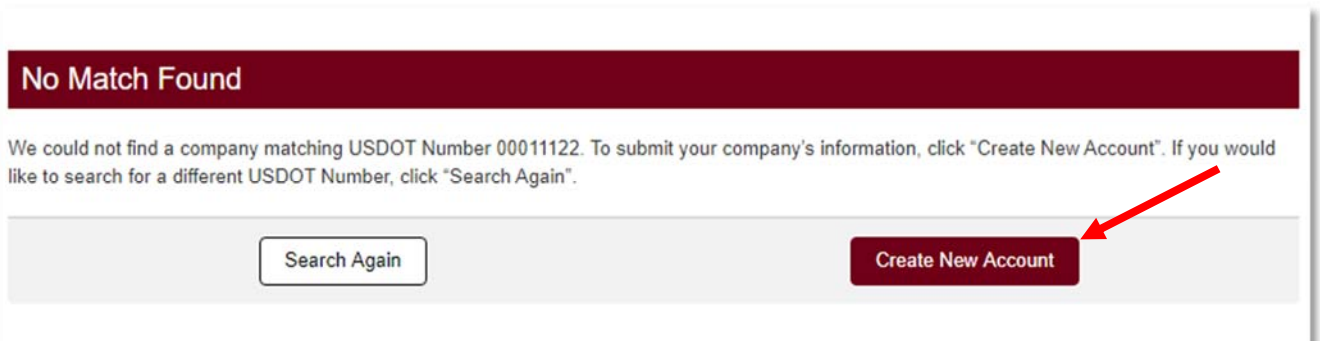 No Match Found
We could not find a company matching USDOT Number 00011122. To submit your company's information, click “Create New Account”. If you would
like to search for a different USDOT Number, click “Search Again”.
Search Again
Create New Account